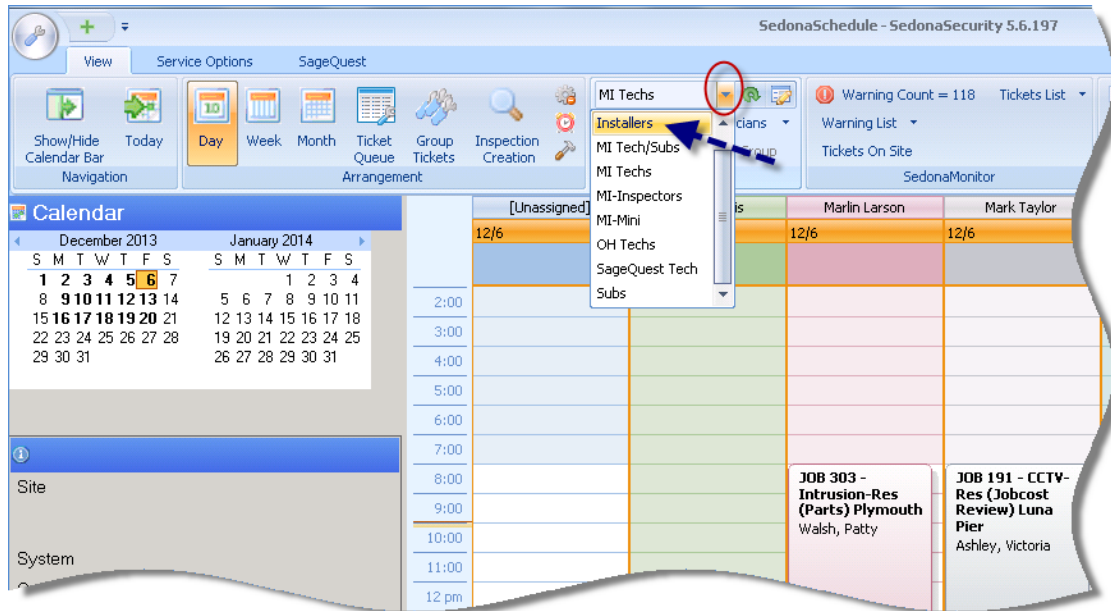 SedonaSchedule - SedonaSecurity 5.6.197
View Service Options SageQuest
Show/Hide Calendar Bar
Today
Navigation
Day
Week
Month
Ticket Queue
Group Tickets
Inspection Creation
Arrangement
MI Techs
Installers
MI Tech/Subs
MI Techs
MI-Inspectors
MI-Mini
OH Techs
SageQuest Tech
Subs
cians
Group
Warning Count = 118 Tickets List
Warning List
Tickets On Site
SedonaMonitor
Calendar
December 2013 January 2014
S M T W T F S S M T W T F S
1 2 3 4 5 6 7 1 2 3 4
8 9 10 11 12 13 14 5 6 7 8 9 10 11
15 16 17 18 19 20 21 12 13 14 15 16 17 18
22 23 24 25 26 27 28 19 20 21 22 23 24 25
29 30 31 26 27 28 29 30 31
Site
System
[Unassigned] is Marlin Larson Mark Taylor
12/6 12/6 12/6
2:00
3:00
4:00
5:00
6:00
7:00
8:00
9:00
10:00
11:00
12 pm
JOB 303 -
Intrusion-Res
(Parts) Plymouth
Walsh, Patty
JOB 191 - CCTV-
Res (Jobcost
Review) Luna
Pier
Ashley, Victoria